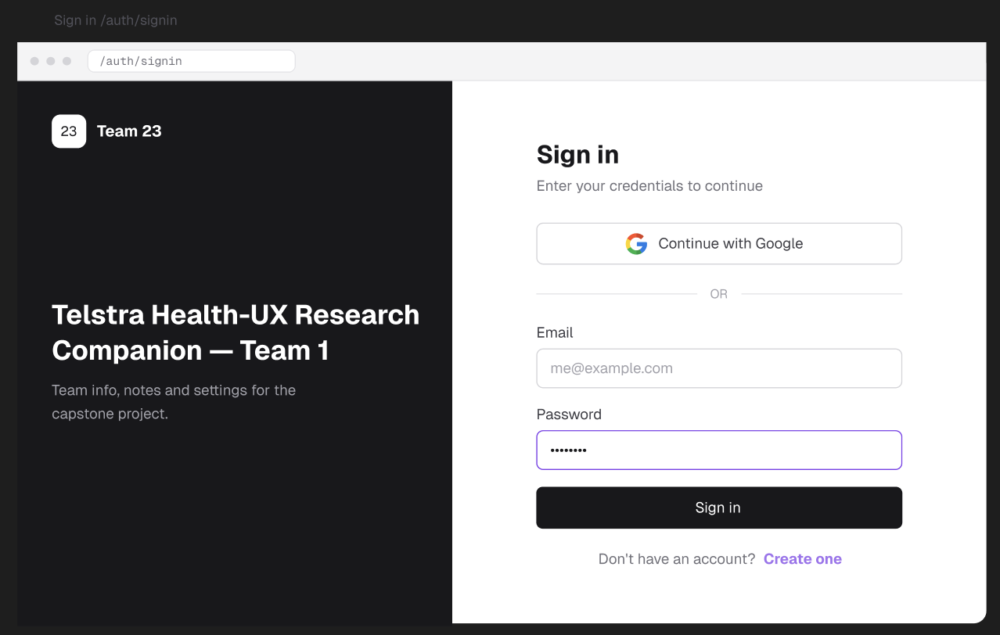 Sign in /auth/signin
/auth/signin
23
Team 23
Telstra Health-UX Research
Companion — Team 1
Team info, notes and settings for the
capstone project.
Sign in
Enter your credentials to continue
Continue with Google
OR
Email
me@example.com
Password
••••••••
Sign in
Don't have an account? Create one